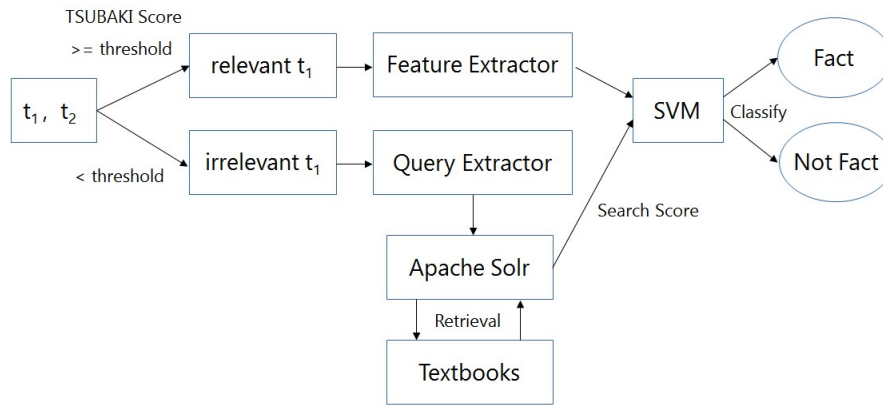 TSUBAKI Score
>= threshold
t₁, t₂
relevant t₁
Feature Extractor
SVM
Fact
Classify
Not Fact
< threshold
irrelevant t₁
Query Extractor
Search Score
Apache Solr
Retrieval
Textbooks